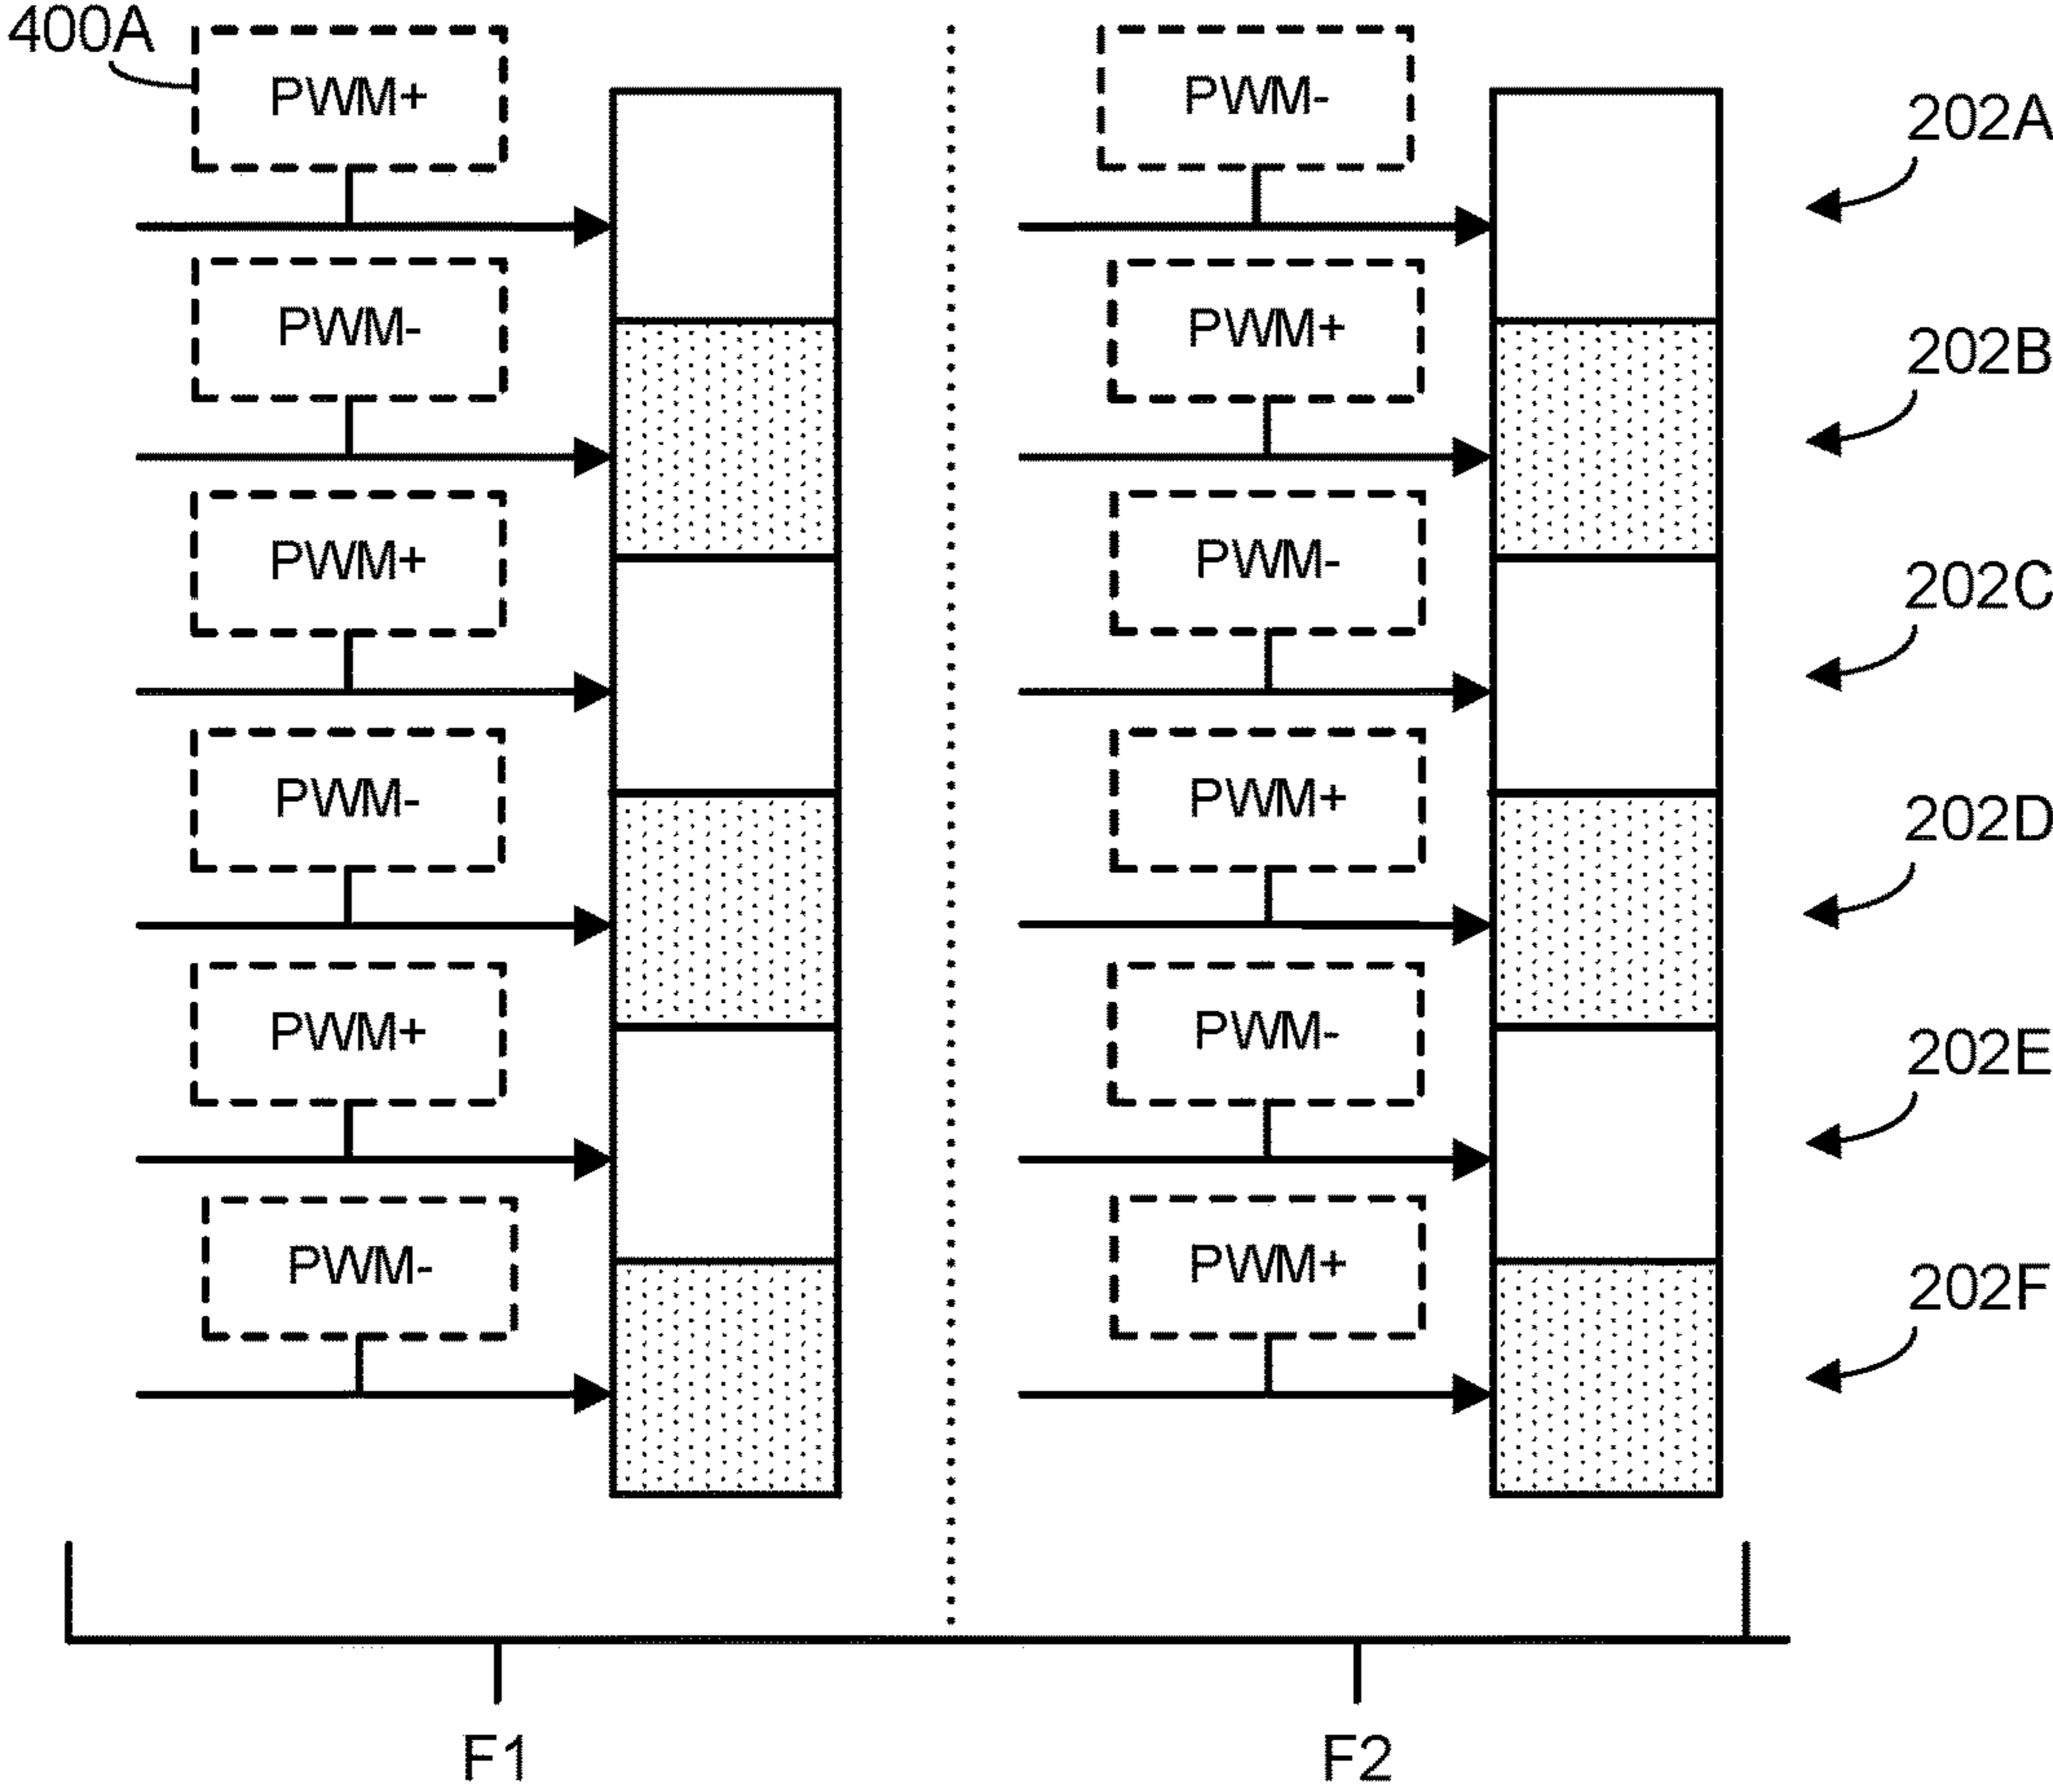 400A
PWM+ PWM- 202A
PWM- PWM+ 202B
PWM+ PWM- 202C
PWM- PWM+ 202D
PWM+ PWM- 202E
PWM- PWM+ 202F
F1 F2